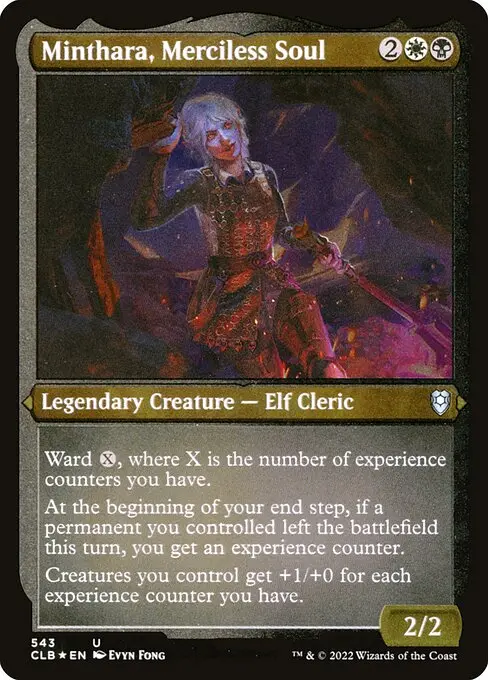 Minthara, Merciless Soul 2
Legendary Creature — Elf Cleric
Ward X, where X is the number of experience
counters you have.
At the beginning of your end step, if a
permanent you controlled left the battlefield
this turn, you get an experience counter.
Creatures you control get +1/+0 for each
experience counter you have.
2/2
543 U
CLB★EN Evyn Fong ™ & © 2022 Wizards of the Coast